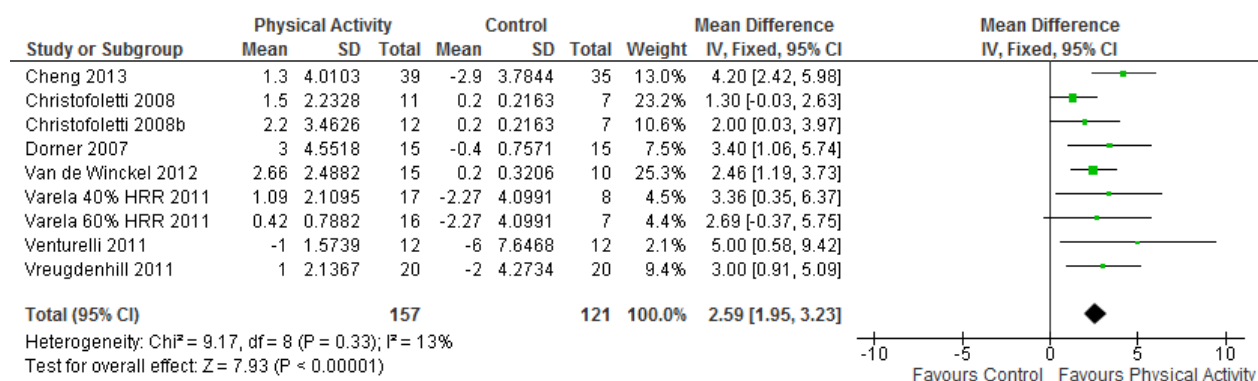 Physical Activity Control Mean Difference Mean Difference
Study or Subgroup Mean SD Total Mean SD Total Weight IV, Fixed, 95% CI IV, Fixed, 95% CI
Cheng 2013 1.3 4.0103 39 -2.9 3.7844 35 13.0% 4.20 [2.42, 5.98]
Christofoletti 2008 1.5 2.2328 11 0.2 0.2163 7 23.2% 1.30 [-0.03, 2.63]
Christofoletti 2008b 2.2 3.4626 12 0.2 0.2163 7 10.6% 2.00 [0.03, 3.97]
Dorner 2007 3 4.5518 15 -0.4 0.7571 15 7.5% 3.40 [1.06, 5.74]
Van de Winckel 2012 2.66 2.4882 15 0.2 0.3206 10 25.3% 2.46 [1.19, 3.73]
Varela 40% HRR 2011 1.09 2.1095 17 -2.27 4.0991 8 4.5% 3.36 [0.35, 6.37]
Varela 60% HRR 2011 0.42 0.7882 16 -2.27 4.0991 7 4.4% 2.69 [-0.37, 5.75]
Venturelli 2011 -1 1.5739 12 -6 7.6468 12 2.1% 5.00 [0.58, 9.42]
Vreugdenhill 2011 1 2.1367 20 -2 4.2734 20 9.4% 3.00 [0.91, 5.09]
Total (95% CI) 157 121 100.0% 2.59 [1.95, 3.23]
Heterogeneity: Chi² = 9.17, df = 8 (P = 0.33); I² = 13%
Test for overall effect: Z = 7.93 (P < 0.00001)
-10 -5 0 5 10
Favours Control Favours Physical Activity